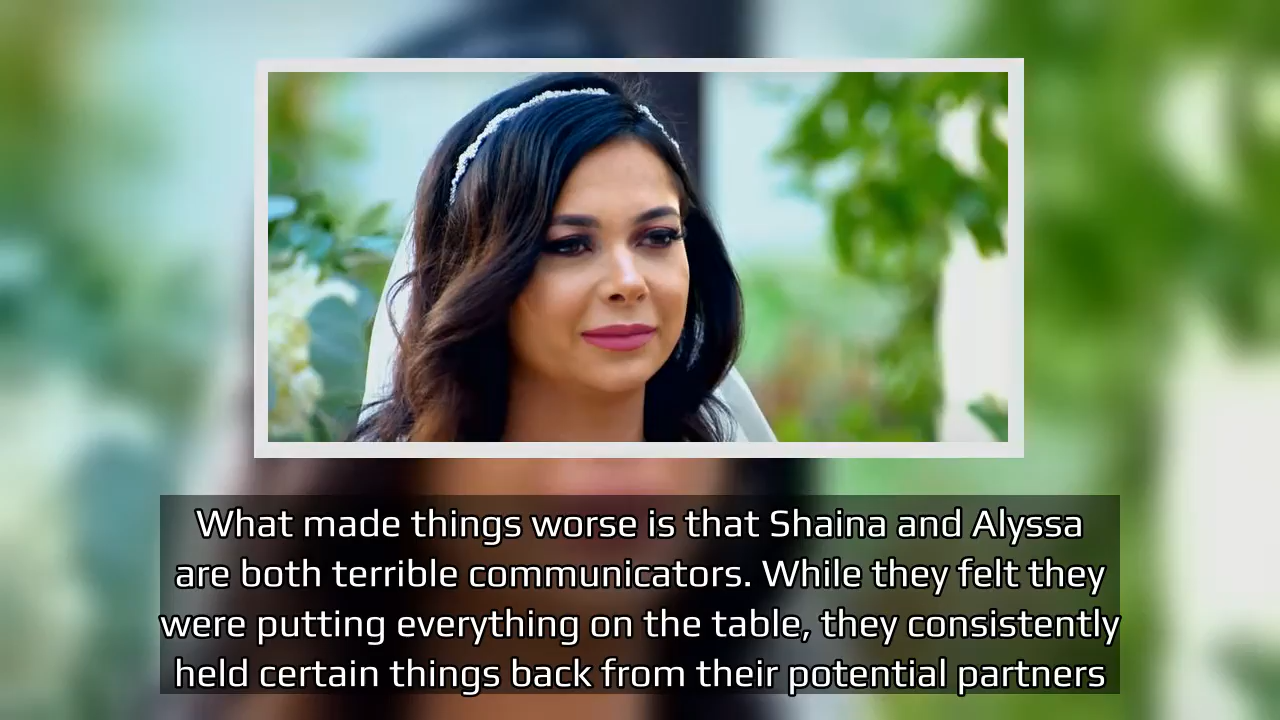 What made things worse is that Shaina and Alyssa
are both terrible communicators. While they felt they
were putting everything on the table, they consistently
held certain things back from their potential partners